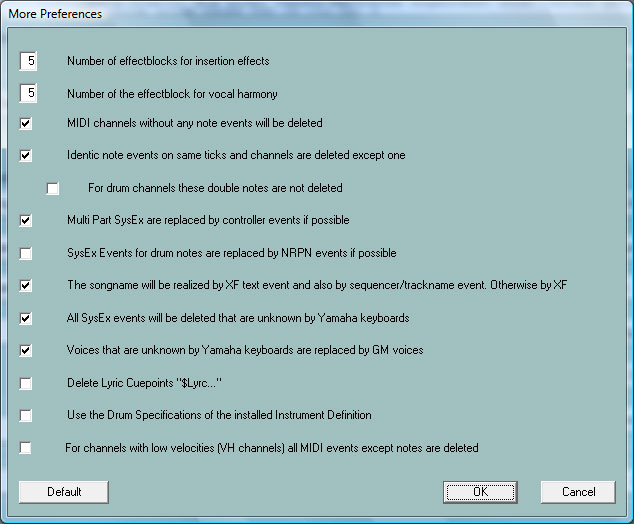 More Preferences
5 Number of effectblocks for insertion effects
5 Number of the effectblock for vocal harmony
MIDI channels without any note events will be deleted
Identic note events on same ticks and channels are deleted except one
For drum channels these double notes are not deleted
Multi Part SysEx are replaced by controller events if possible
SysEx Events for drum notes are replaced by NRPN events if possible
The songname will be realized by XF text event and also by sequencer/trackname event. Otherwise by XF
All SysEx events will be deleted that are unknown by Yamaha keyboards
Voices that are unknown by Yamaha keyboards are replaced by GM voices
Delete Lyric Cuepoints "$Lyrc..."
Use the Drum Specifications of the installed Instrument Definition
For channels with low velocities (VH channels) all MIDI events except notes are deleted
Default OK Cancel